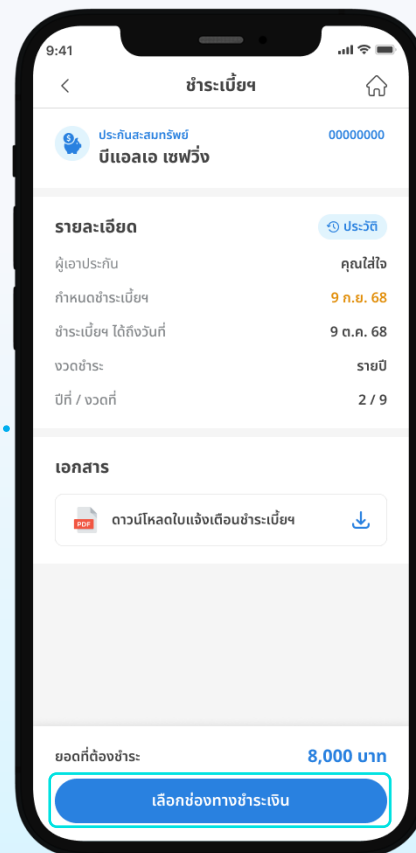 9:41
ชำระเบี้ยฯ
ประกันสะสมทรัพย์ 00000000
บีแอลเอ เซฟวิ่ง
รายละเอียด ประวัติ
ผู้เอาประกัน คุณใส่ใจ
กำหนดชำระเบี้ยฯ 9 ก.ย. 68
ชำระเบี้ยฯ ได้ถึงวันที่ 9 ต.ค. 68
งวดชำระ รายปี
ปีที่ / งวดที่ 2 / 9
เอกสาร
PDF ดาวน์โหลดใบแจ้งเตือนชำระเบี้ยฯ
ยอดที่ต้องชำระ 8,000 บาท
เลือกช่องทางชำระเงิน